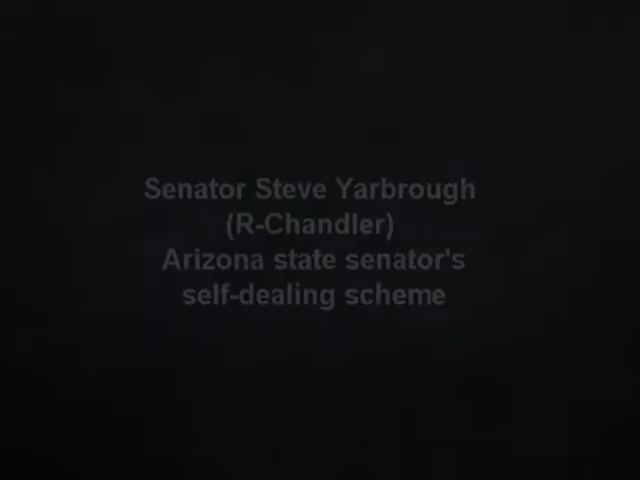 Senator Steve Yarbrough
(R-Chandler)
Arizona state senator's
self-dealing scheme